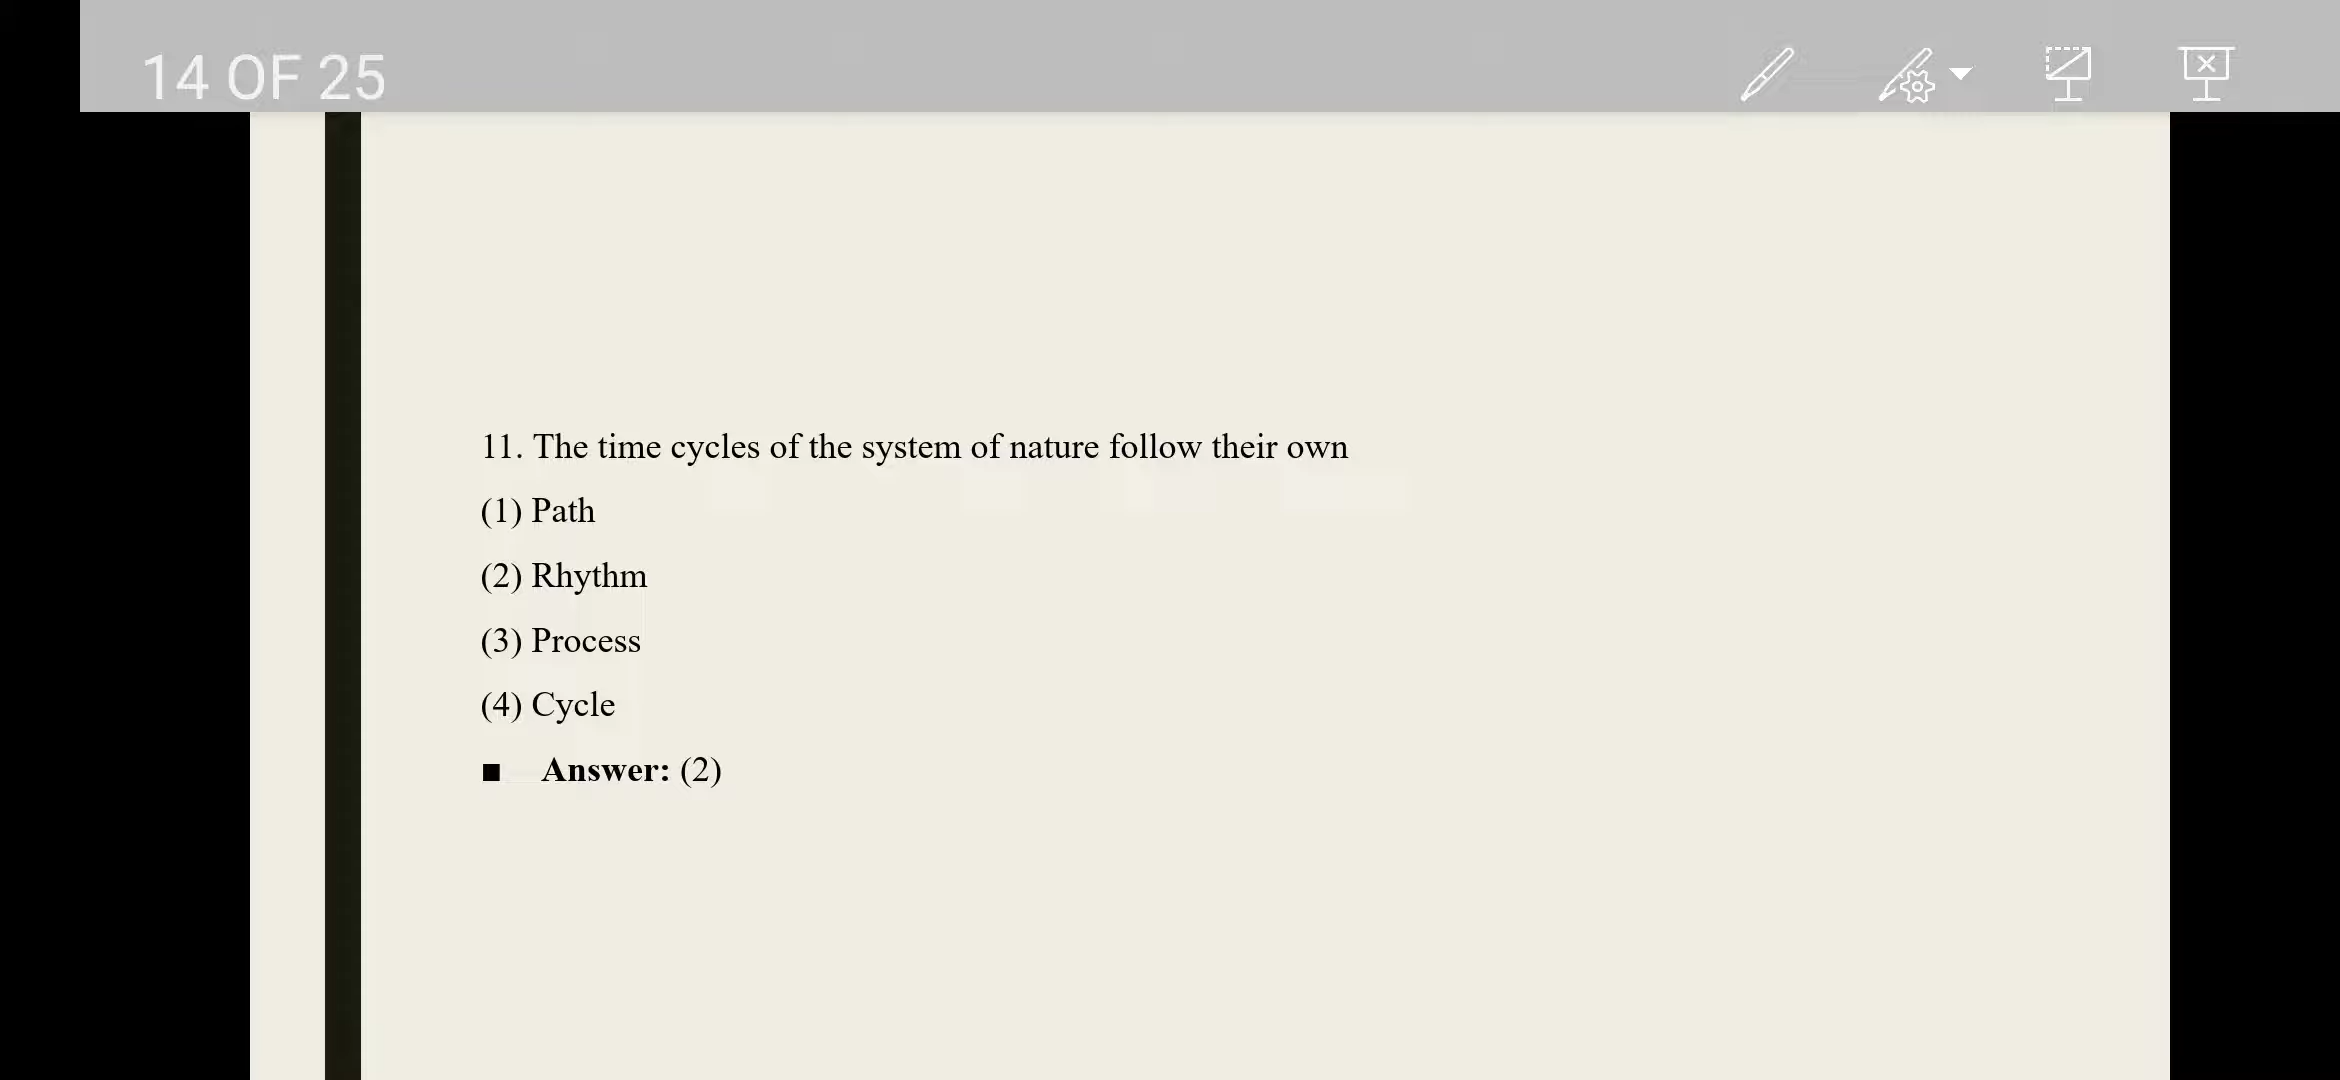 14 OF 25
11. The time cycles of the system of nature follow their own
(1) Path
(2) Rhythm
(3) Process
(4) Cycle
■ Answer: (2)